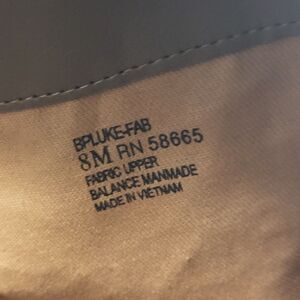 BPLUKE-FAB
8M RN 58665
FABRIC UPPER
BALANCE MANMADE
MADE IN VIETNAM